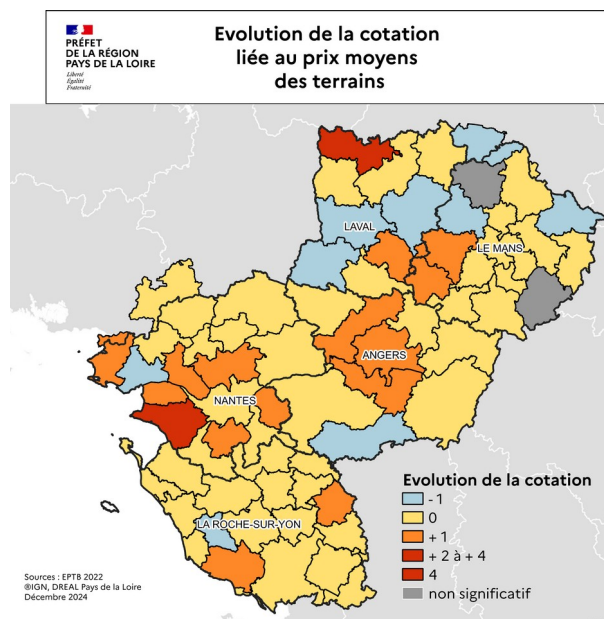 PRÉFET
DE LA RÉGION
PAYS DE LA LOIRE
Liberté
Égalité
Fraternité
Evolution de la cotation
liée au prix moyens
des terrains
LAVAL
LE MANS
ANGERS
NANTES
LA ROCHE-SUR-YON
Evolution de la cotation
- 1
0
+ 1
+ 2 à + 4
4
non significatif
Sources : EPTB 2022
®IGN, DREAL Pays de la Loire
Décembre 2024